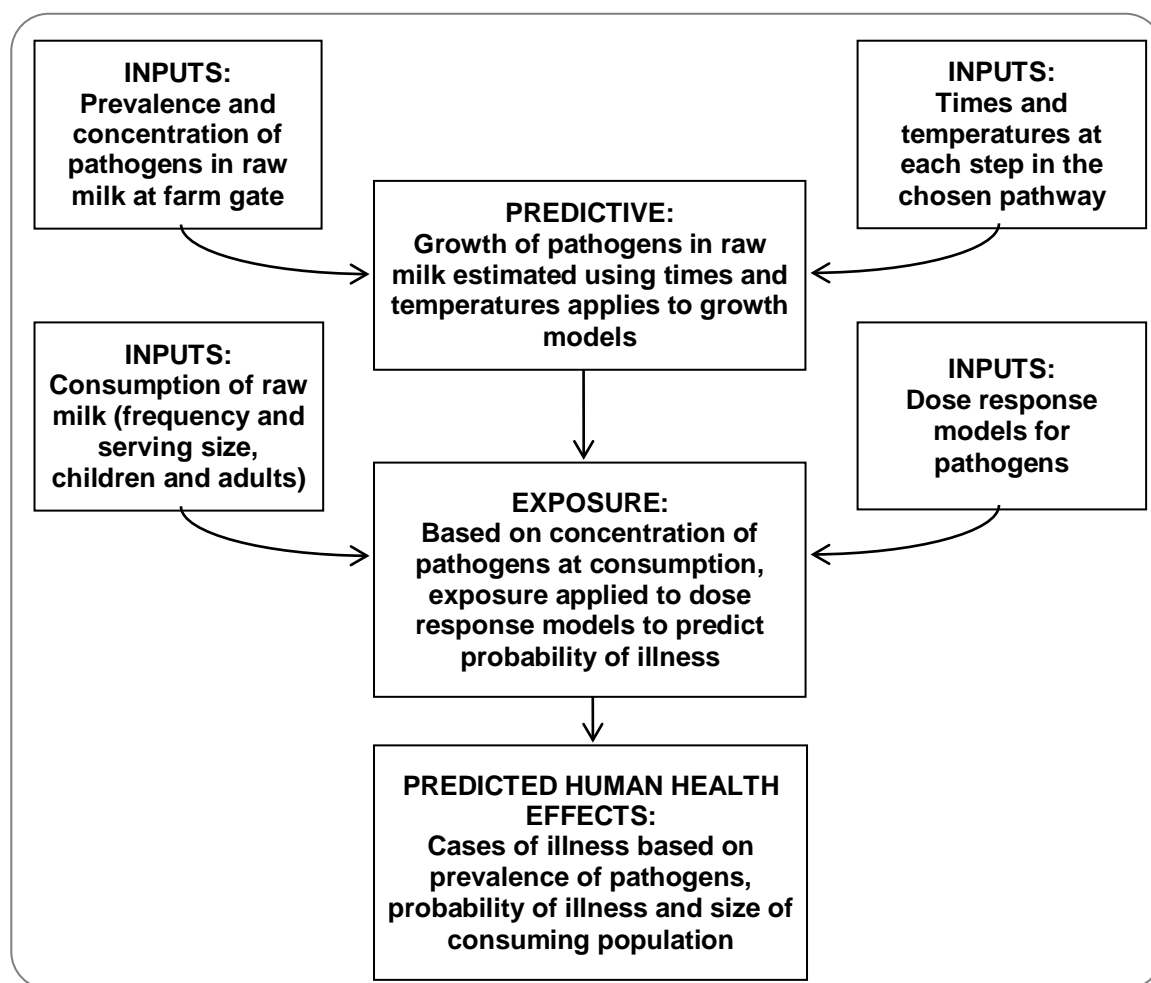 INPUTS:
Prevalence and
concentration of
pathogens in raw
milk at farm gate
INPUTS:
Times and
temperatures at
each step in the
chosen pathway
PREDICTIVE:
Growth of pathogens in raw
milk estimated using times and
temperatures applies to growth
models
INPUTS:
Consumption of raw
milk (frequency and
serving size,
children and adults)
INPUTS:
Dose response
models for
pathogens
EXPOSURE:
Based on concentration of
pathogens at consumption,
exposure applied to dose
response models to predict
probability of illness
PREDICTED HUMAN HEALTH
EFFECTS:
Cases of illness based on
prevalence of pathogens,
probability of illness and size of
consuming population